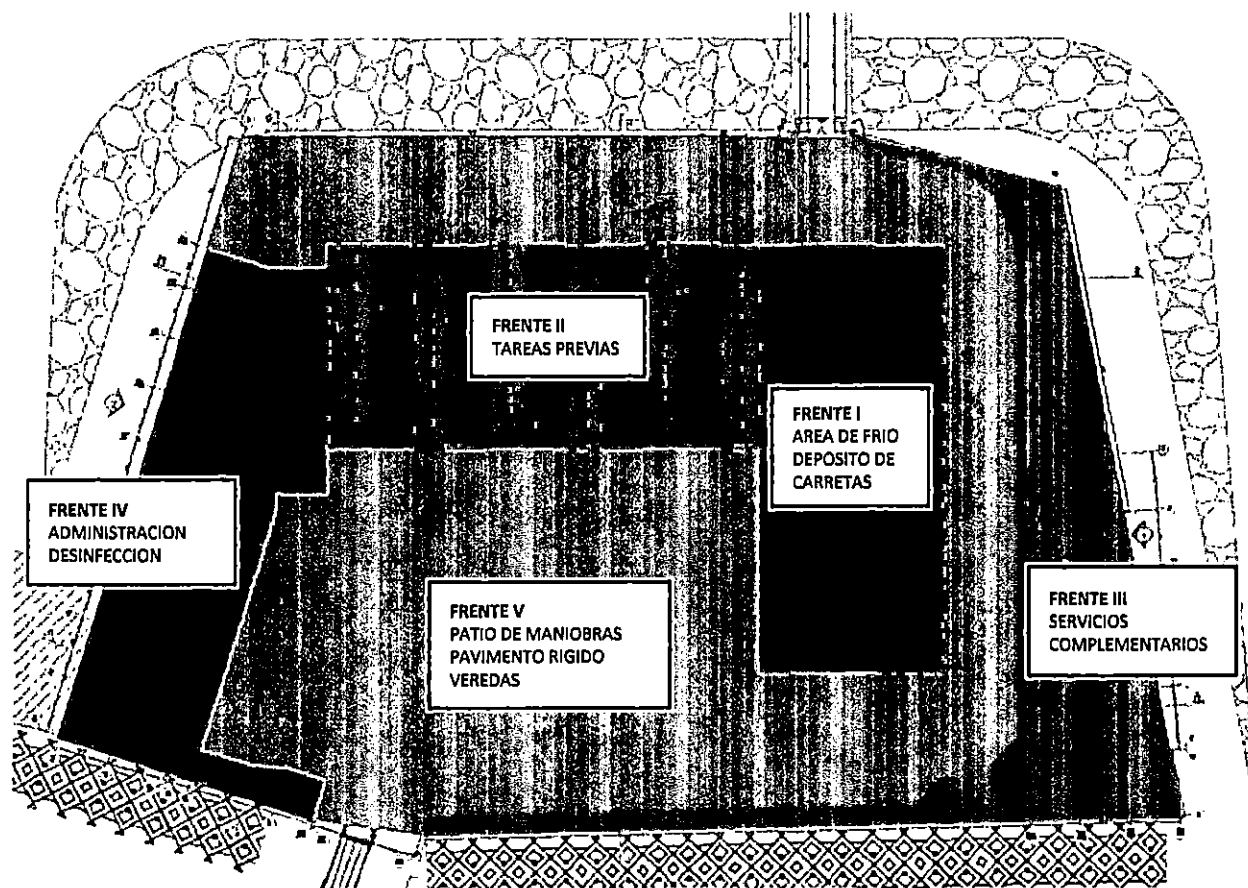 FRENTE II
TAREAS PREVIAS
FRENTE I
AREA DE FRIO
DEPOSITO DE
CARRETAS
FRENTE IV
ADMINISTRACION
DESINFECCION
FRENTE V
PATIO DE MANIOBRAS
PAVIMENTO RIGIDO
VEREDAS
FRENTE III
SERVICIOS
COMPLEMENTARIOS